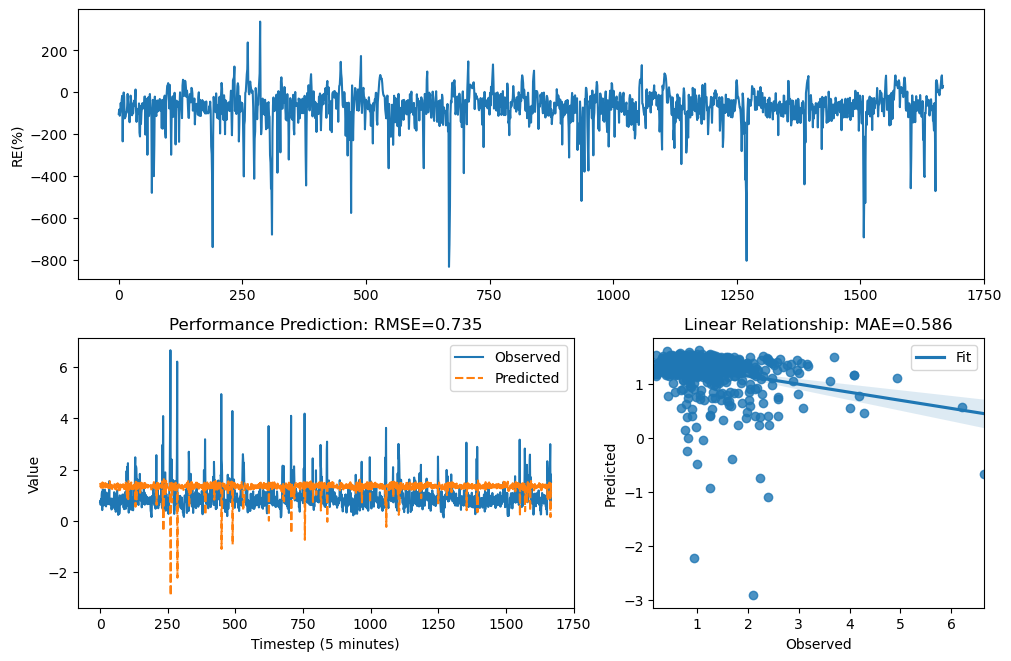 RE(%)
200
0
−200
−400
−600
−800
0 250 500 750 1000 1250 1500 1750
Performance Prediction: RMSE=0.735
Value
6
4
2
0
−2
Observed
Predicted
0 250 500 750 1000 1250 1500 1750
Timestep (5 minutes)
Linear Relationship: MAE=0.586
Predicted
1
0
−1
−2
−3
Fit
1 2 3 4 5 6
Observed